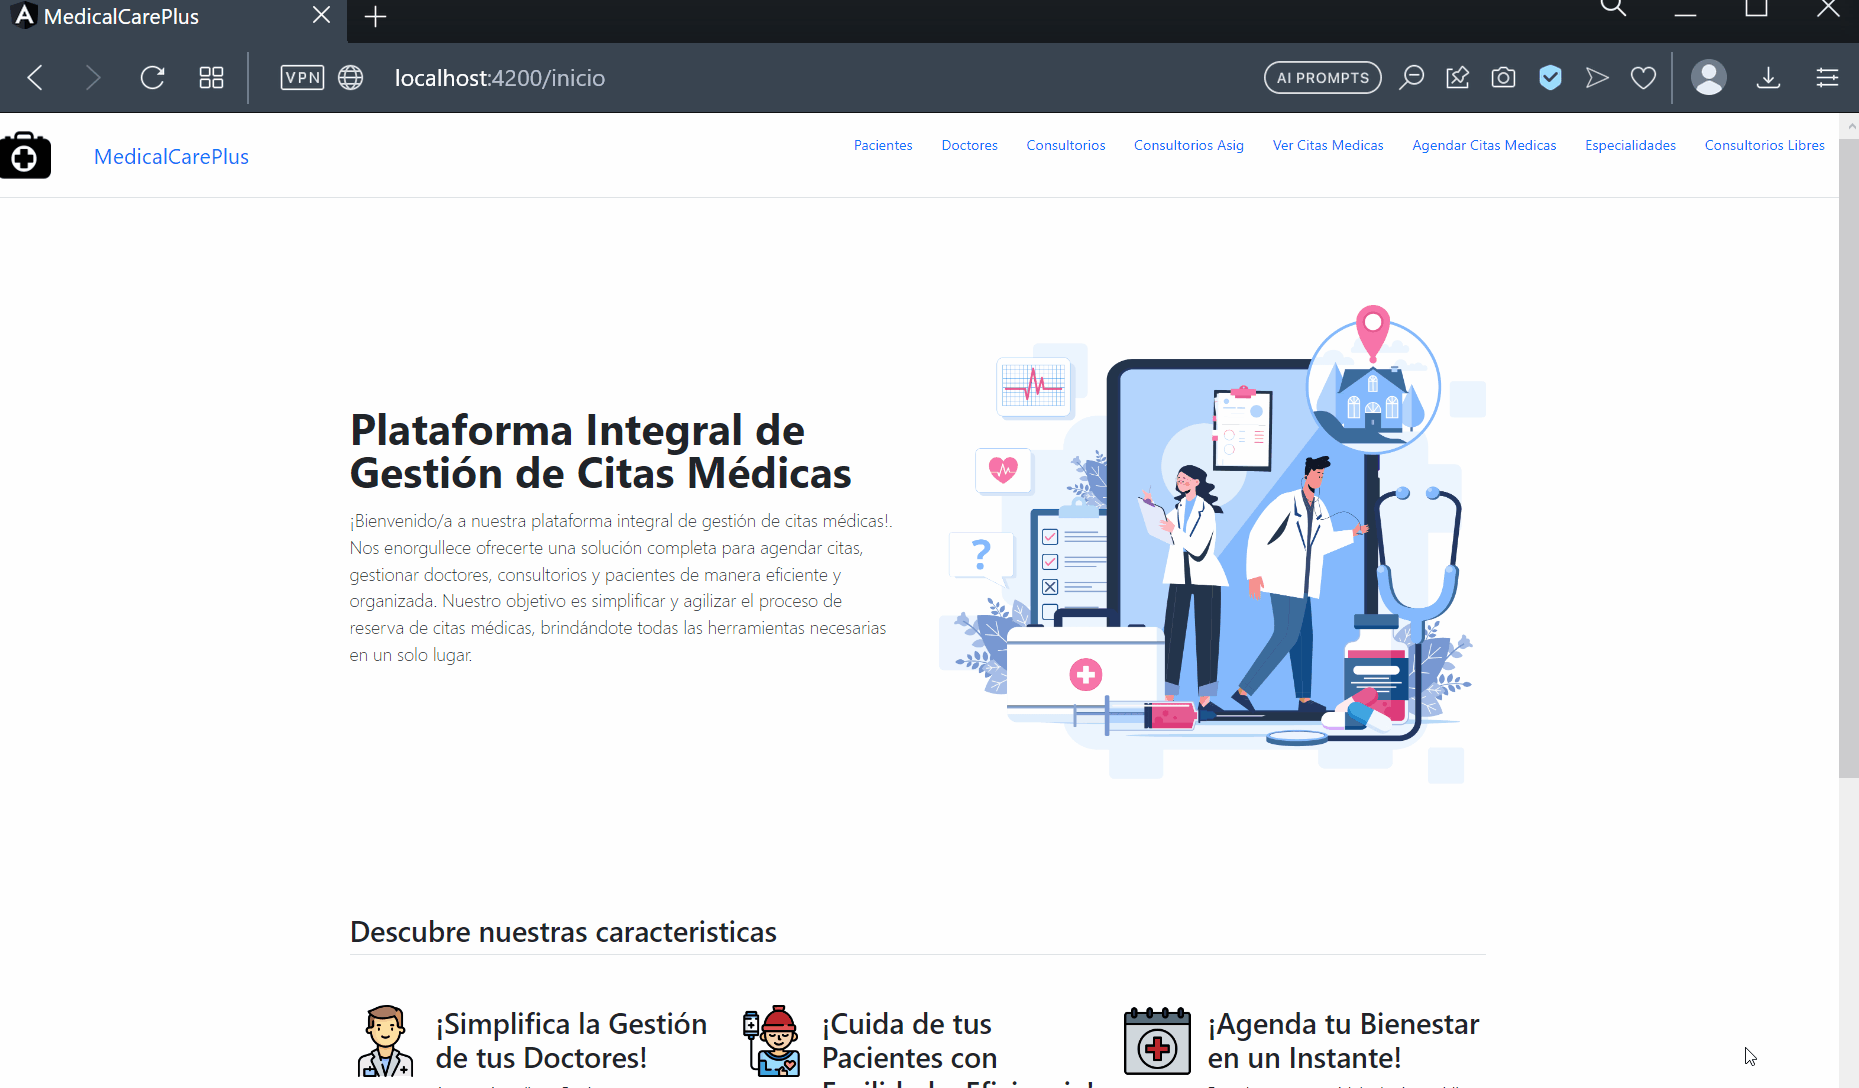 MedicalCarePlus
VPN
localhost:4200/inicio
AI PROMPTS
MedicalCarePlus
Pacientes Doctores Consultorios Consultorios Asig Ver Citas Medicas Agendar Citas Medicas Especialidades Consultorios Libres
Plataforma Integral de
Gestión de Citas Médicas
¡Bienvenido/a a nuestra plataforma integral de gestión de citas médicas!.
Nos enorgullece ofrecerte una solución completa para agendar citas,
gestionar doctores, consultorios y pacientes de manera eficiente y
organizada. Nuestro objetivo es simplificar y agilizar el proceso de
reserva de citas médicas, brindándote todas las herramientas necesarias
en un solo lugar.
?
Descubre nuestras caracteristicas
¡Simplifica la Gestión
de tus Doctores!
¡Cuida de tus
Pacientes con
¡Agenda tu Bienestar
en un Instante!